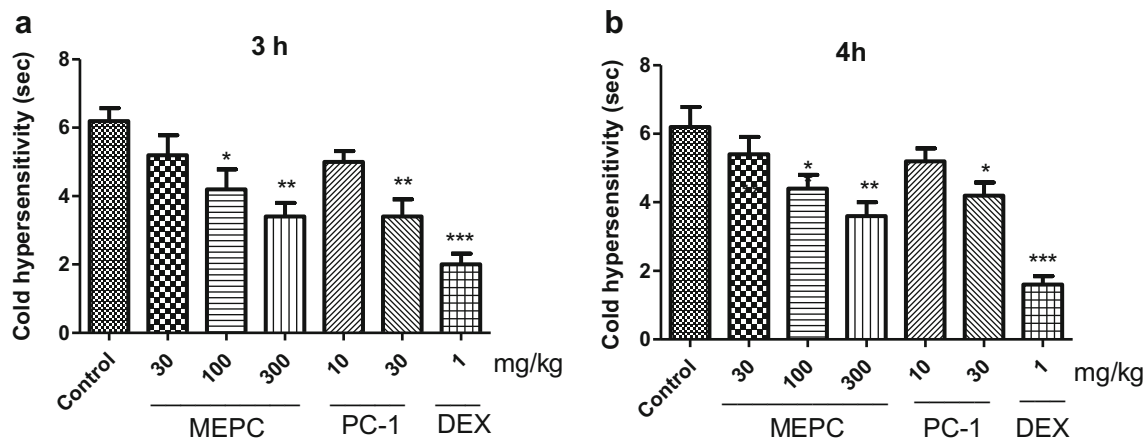 a
3 h
Cold hypersensitivity (sec)
8
6
4
2
0
*
**
**
***
Control
30
100
300
10
30
1
mg/kg
MEPC
PC-1
DEX
b
4h
Cold hypersensitivity (sec)
8
6
4
2
0
*
**
*
***
Control
30
100
300
10
30
1
mg/kg
MEPC
PC-1
DEX